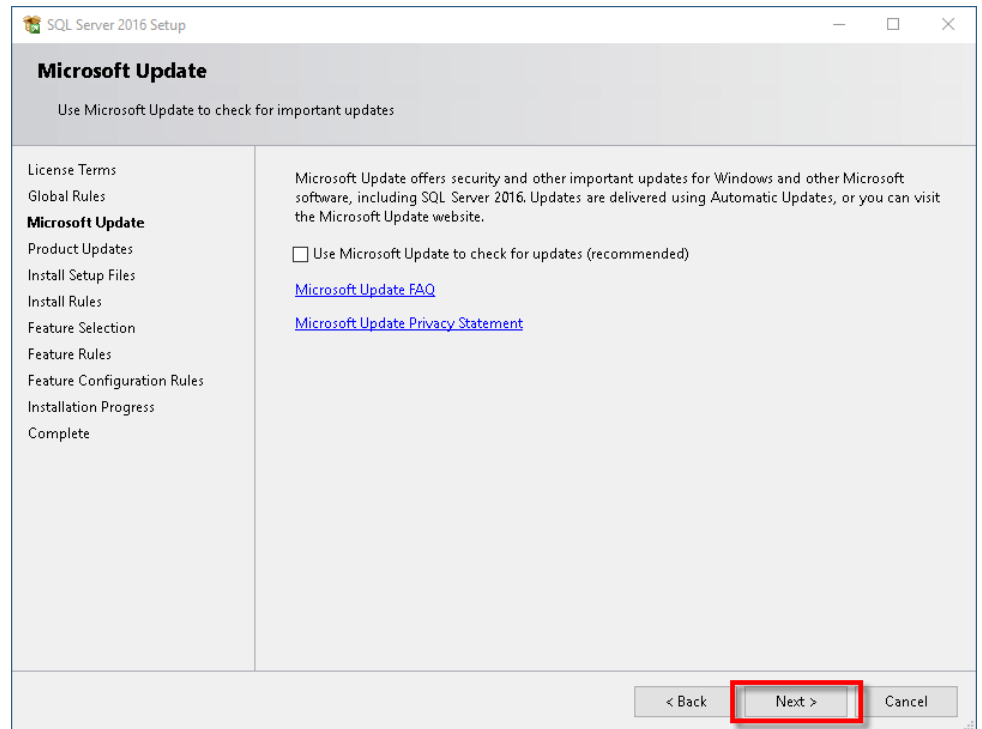 SQL Server 2016 Setup
Microsoft Update
Use Microsoft Update to check for important updates
License Terms
Global Rules
Microsoft Update
Product Updates
Install Setup Files
Install Rules
Feature Selection
Feature Rules
Feature Configuration Rules
Installation Progress
Complete
Microsoft Update offers security and other important updates for Windows and other Microsoft
software, including SQL Server 2016. Updates are delivered using Automatic Updates, or you can visit
the Microsoft Update website.
Use Microsoft Update to check for updates (recommended)
Microsoft Update FAQ
Microsoft Update Privacy Statement
< Back Next > Cancel